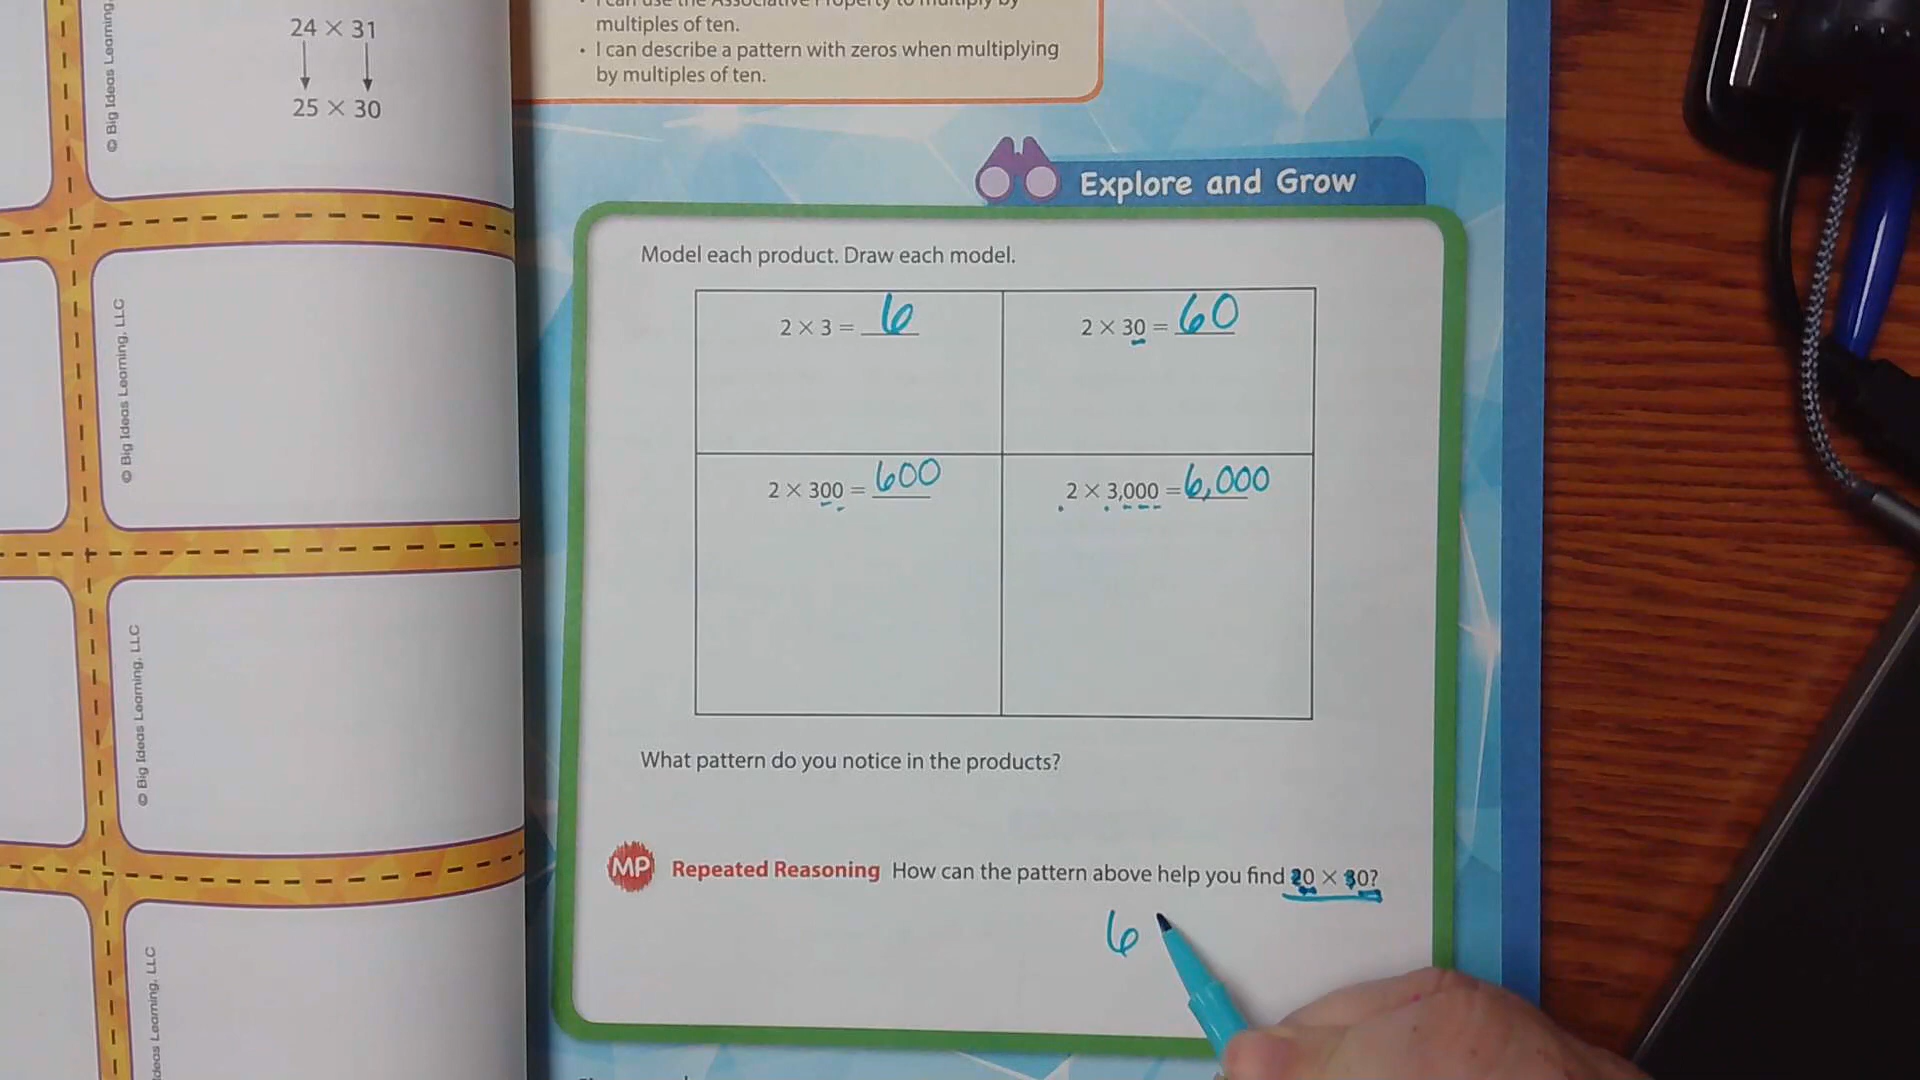 24 × 31
25 × 30
© Big Ideas Learning,
© Big Ideas Learning, LLC
© Big Ideas Learning, LLC
Ideas Learning, LLC
• I can use the Associative Property to multiply by
multiples of ten.
• I can describe a pattern with zeros when multiplying
by multiples of ten.
Explore and Grow
Model each product. Draw each model.
2 × 3 = 6
2 × 30 = 60
2 × 300 = 600
2 × 3,000 = 6,000
What pattern do you notice in the products?
MP Repeated Reasoning How can the pattern above help you find 20 × 30?
6